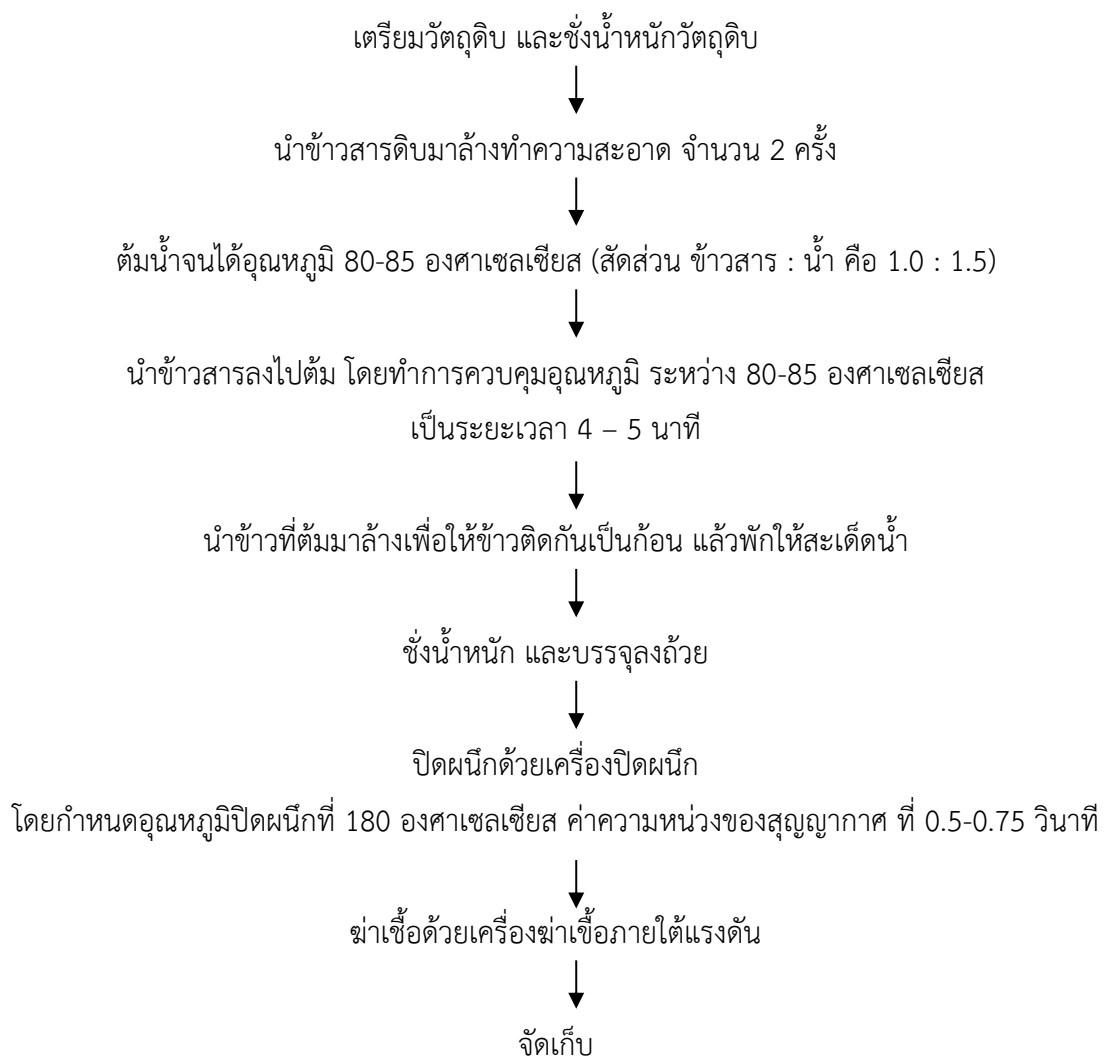 เตรียมวัตถุดิบ และชั่งน้ำหนักวัตถุดิบ
นำข้าวสารดิบมาล้างทำความสะอาด จำนวน 2 ครั้ง
ต้มน้ำจนได้อุณหภูมิ 80-85 องศาเซลเซียส (สัดส่วน ข้าวสาร : น้ำ คือ 1.0 : 1.5)
นำข้าวสารลงไปต้ม โดยทำการควบคุมอุณหภูมิ ระหว่าง 80-85 องศาเซลเซียส
เป็นระยะเวลา 4 – 5 นาที
นำข้าวที่ต้มมาล้างเพื่อให้ข้าวติดกันเป็นก้อน แล้วพักให้สะเด็ดน้ำ
ชั่งน้ำหนัก และบรรจุลงถ้วย
ปิดผนึกด้วยเครื่องปิดผนึก
โดยกำหนดอุณหภูมิปิดผนึกที่ 180 องศาเซลเซียส ค่าความหน่วงของสุญญากาศ ที่ 0.5-0.75 วินาที
ฆ่าเชื้อด้วยเครื่องฆ่าเชื้อภายใต้แรงดัน
จัดเก็บ